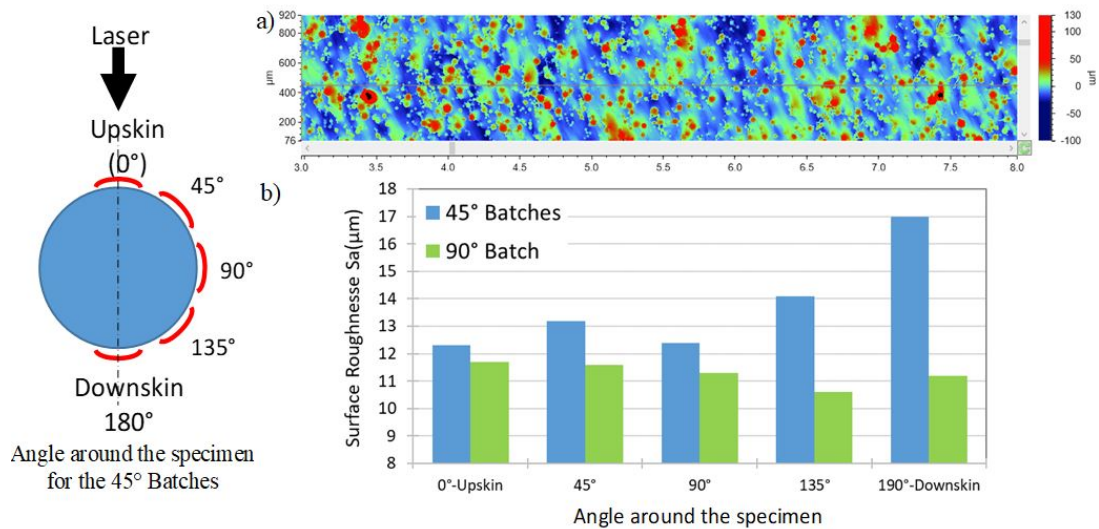 Laser
Upskin
(0°)
45°
90°
135°
Downskin
180°
Angle around the specimen
for the 45° Batches
a)
920
800
600
µm
400
200
76
3.0 3.5 4.0 4.5 5.0 5.5 6.0 6.5 7.0 7.5 8.0
130
100
50
0
-50
-100
µm
b)
45° Batches
90° Batch
Surface Roughnesse Sa(µm)
18
17
16
15
14
13
12
11
10
9
8
0°-Upskin 45° 90° 135° 190°-Downskin
Angle around the specimen